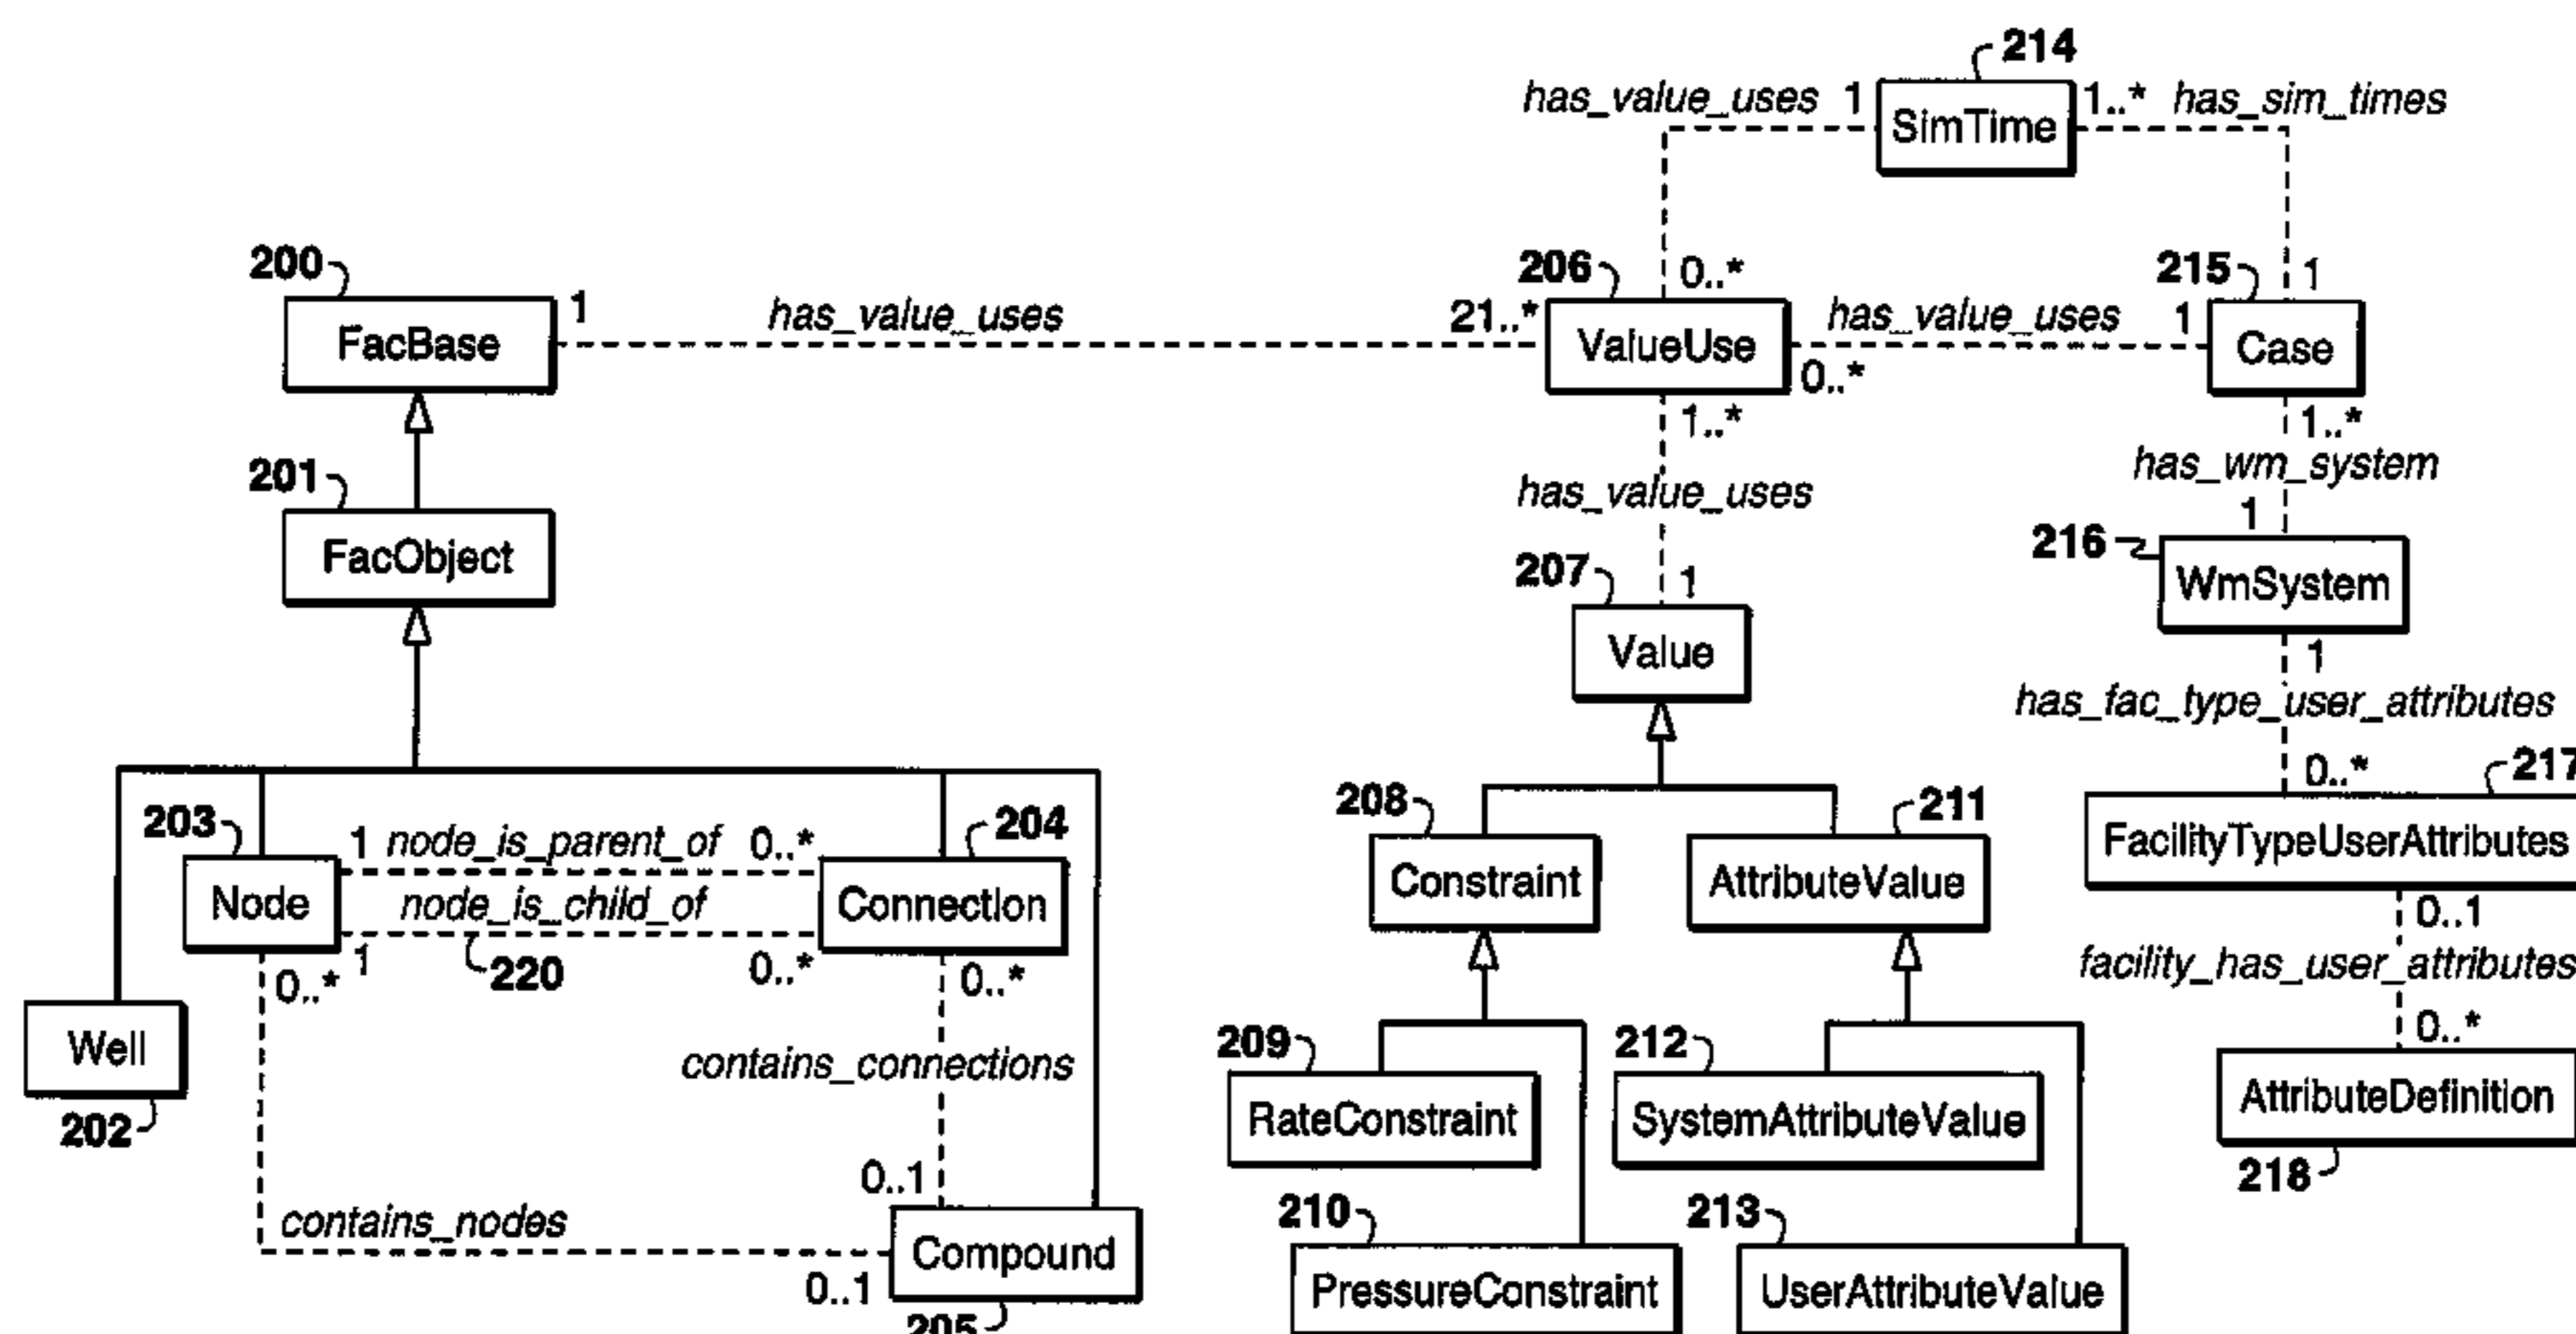 214
has_value_uses 1
SimTime
1..* has_sim_times
200
FacBase
1
has_value_uses
21..*
206
0..*
ValueUse
has_value_uses 1
0..*
215
1
Case
1..*
has_value_uses
1..*
has_wm_system
1
201
FacObject
207
1
Value
216
WmSystem
1
has_fac_type_user_attributes
0..*
217
FacilityTypeUserAttributes
0..1
facility_has_user_attributes
0..*
AttributeDefinition
218
203
Node
1 node_is_parent_of 0..*
node_is_child_of
1
220
0..*
204
Connection
0..*
0..*
Well
202
contains_connections
0..1
contains_nodes
0..1
Compound
205
208
Constraint
211
AttributeValue
209
RateConstraint
212
SystemAttributeValue
210
PressureConstraint
213
UserAttributeValue